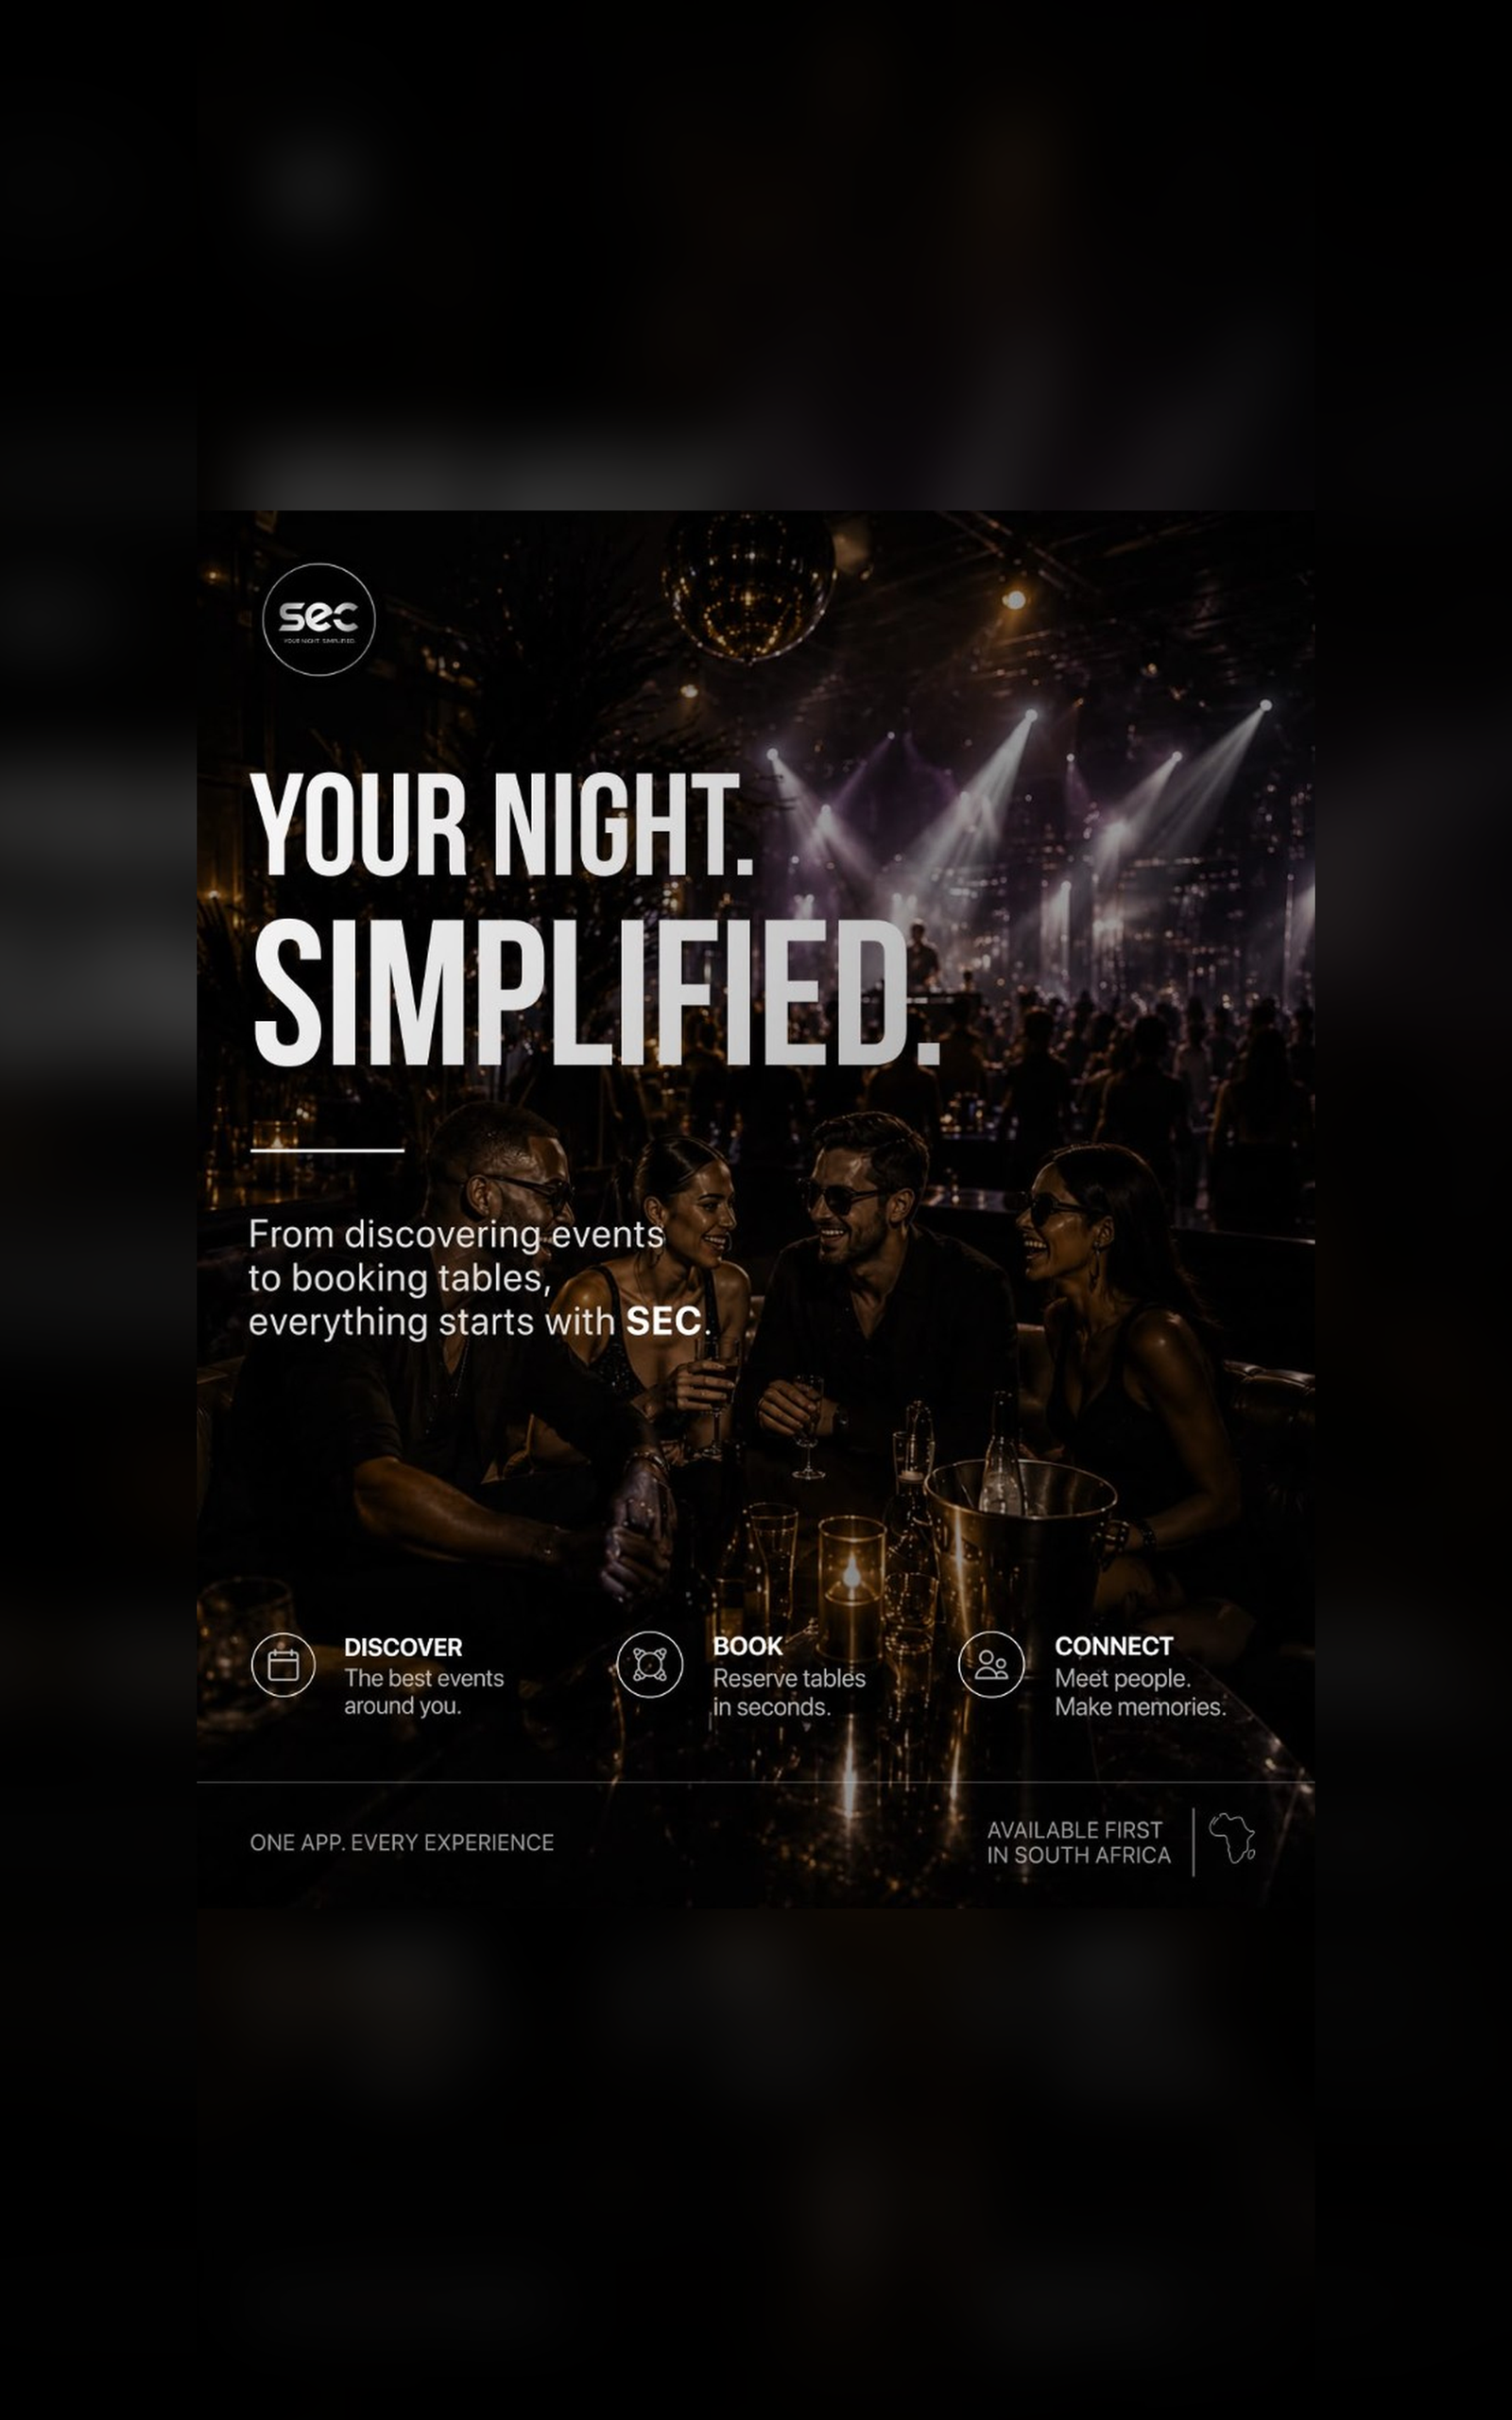 sec
YOUR NIGHT. SIMPLIFIED.
YOUR NIGHT.
SIMPLIFIED.
From discovering events
to booking tables,
everything starts with SEC.
DISCOVER
The best events
around you.
BOOK
Reserve tables
in seconds.
CONNECT
Meet people.
Make memories.
ONE APP. EVERY EXPERIENCE
AVAILABLE FIRST
IN SOUTH AFRICA